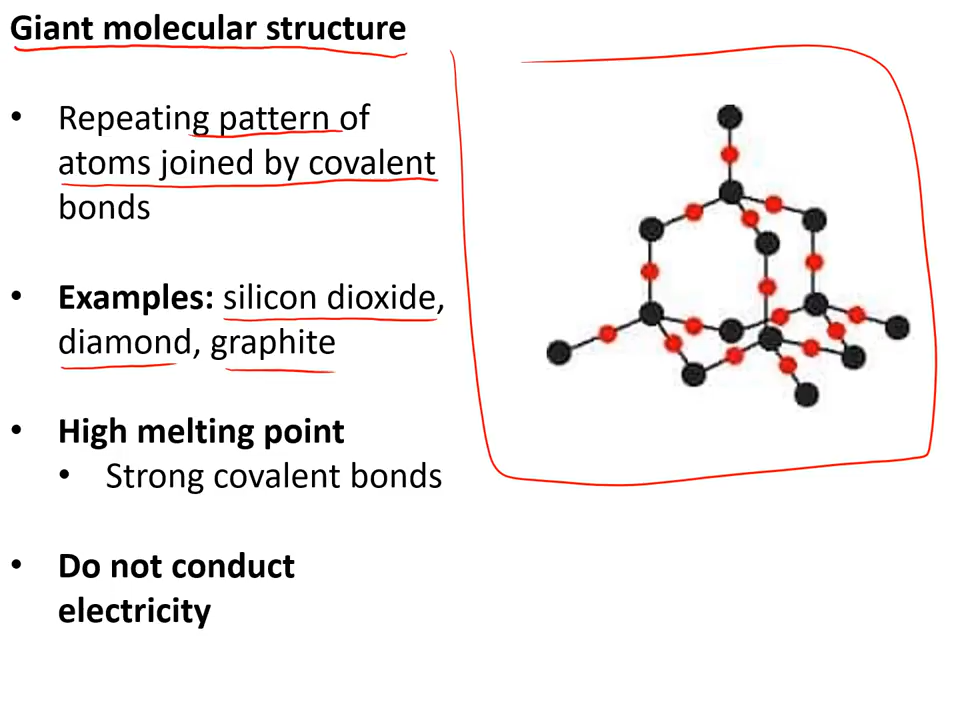 Giant molecular structure
• Repeating pattern of
atoms joined by covalent
bonds
• Examples: silicon dioxide,
diamond, graphite
• High melting point
• Strong covalent bonds
• Do not conduct
electricity